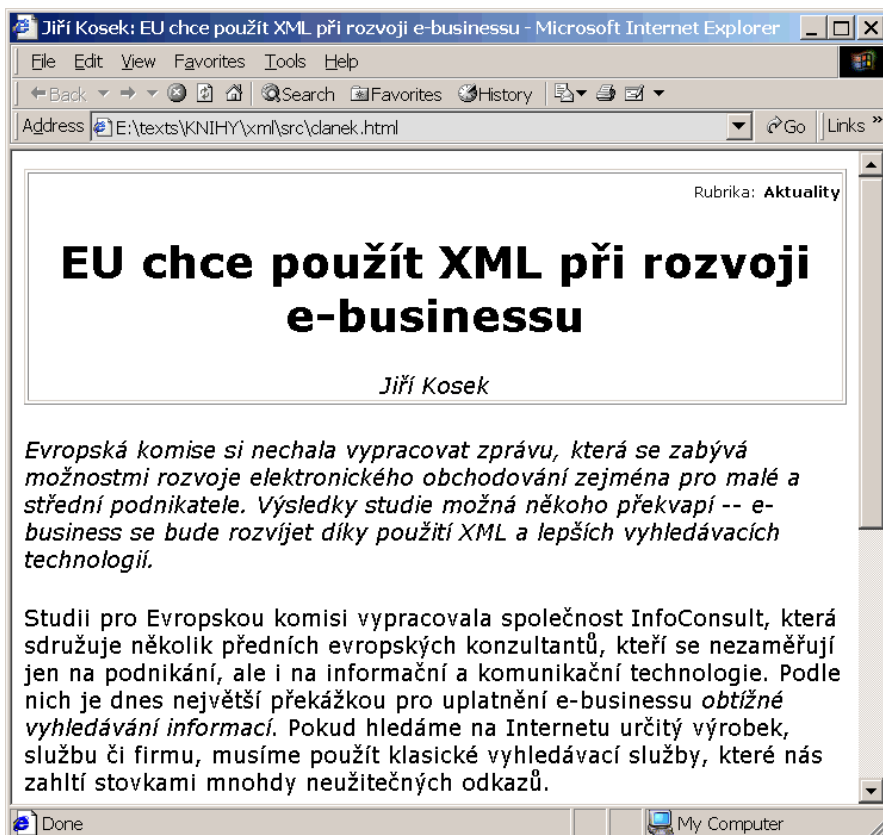 Jiří Kosek: EU chce použít XML při rozvoji e-businessu - Microsoft Internet Explorer
File Edit View Favorites Tools Help
Back Search Favorites History
Address E:\texts\KNIHY\xml\src\clanek.html Go Links »
Rubrika: Aktuality
EU chce použít XML při rozvoji
e-businessu
Jiří Kosek
Evropská komise si nechala vypracovat zprávu, která se zabývá
možnostmi rozvoje elektronického obchodování zejména pro malé a
střední podnikatele. Výsledky studie možná někoho překvapí -- e-
business se bude rozvíjet díky použití XML a lepších vyhledávacích
technologií.
Studii pro Evropskou komisi vypracovala společnost InfoConsult, která
sdružuje několik předních evropských konzultantů, kteří se nezaměřují
jen na podnikání, ale i na informační a komunikační technologie. Podle
nich je dnes největší překážkou pro uplatnění e-businessu obtížné
vyhledávání informací. Pokud hledáme na Internetu určitý výrobek,
službu či firmu, musíme použít klasické vyhledávací služby, které nás
zahltí stovkami mnohdy neužitečných odkazů.
Done My Computer